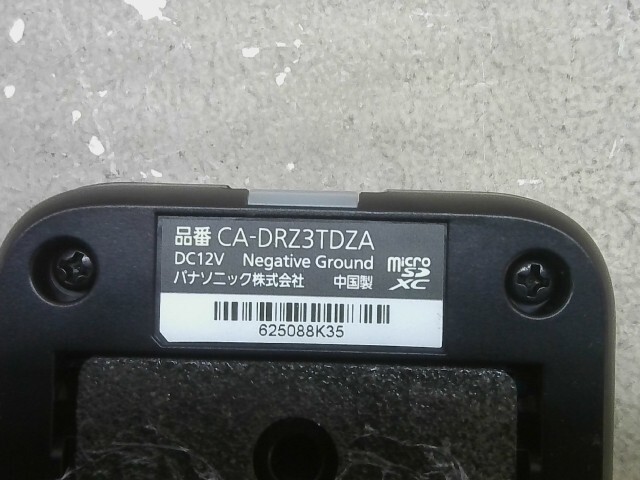 品番 CA-DRZ3TDZA
DC12V Negative Ground
パナソニック株式会社 中国製
micro SD XC
625088K35